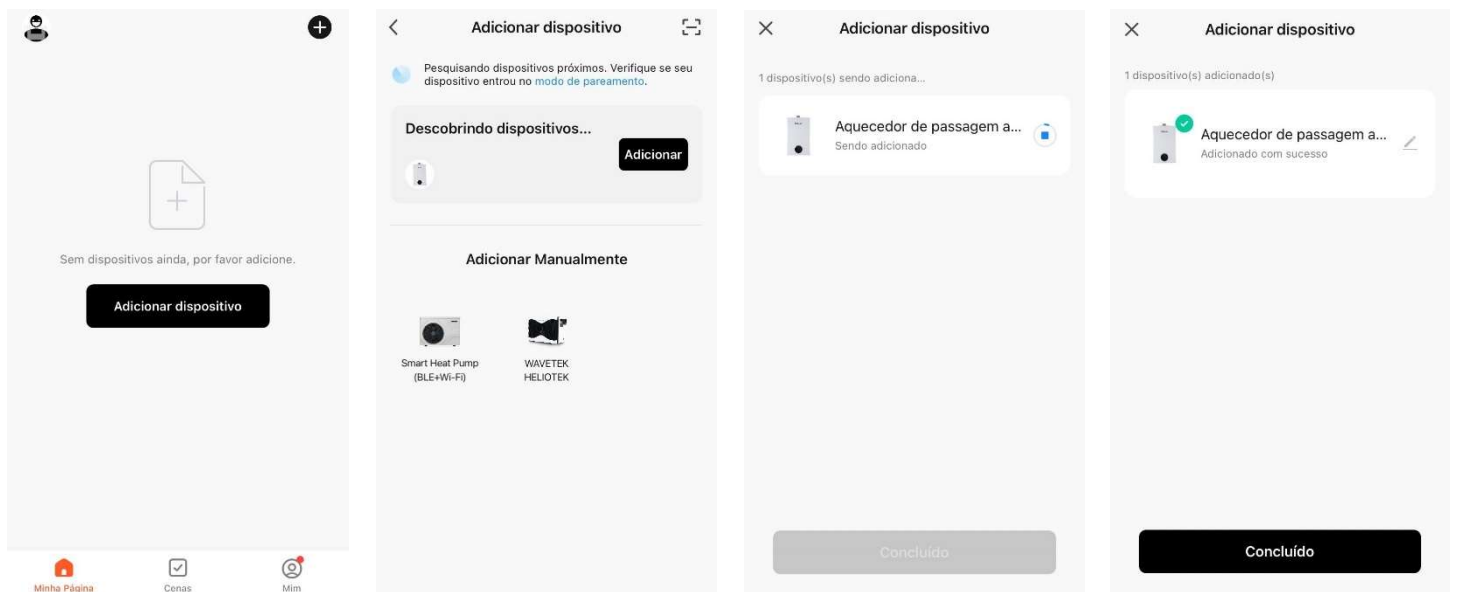 Sem dispositivos ainda, por favor adicione.
Adicionar dispositivo
Minha Página
Cenas
Mim
Adicionar dispositivo
Pesquisando dispositivos próximos. Verifique se seu
dispositivo entrou no modo de pareamento.
Descobrindo dispositivos...
Adicionar
Adicionar Manualmente
Smart Heat Pump
(BLE+Wi-Fi)
WAVETEK
HELIOTEK
Adicionar dispositivo
1 dispositivo(s) sendo adiciona...
Aquecedor de passagem a...
Sendo adicionado
Concluído
Adicionar dispositivo
1 dispositivo(s) adicionado(s)
Aquecedor de passagem a...
Adicionado com sucesso
Concluído